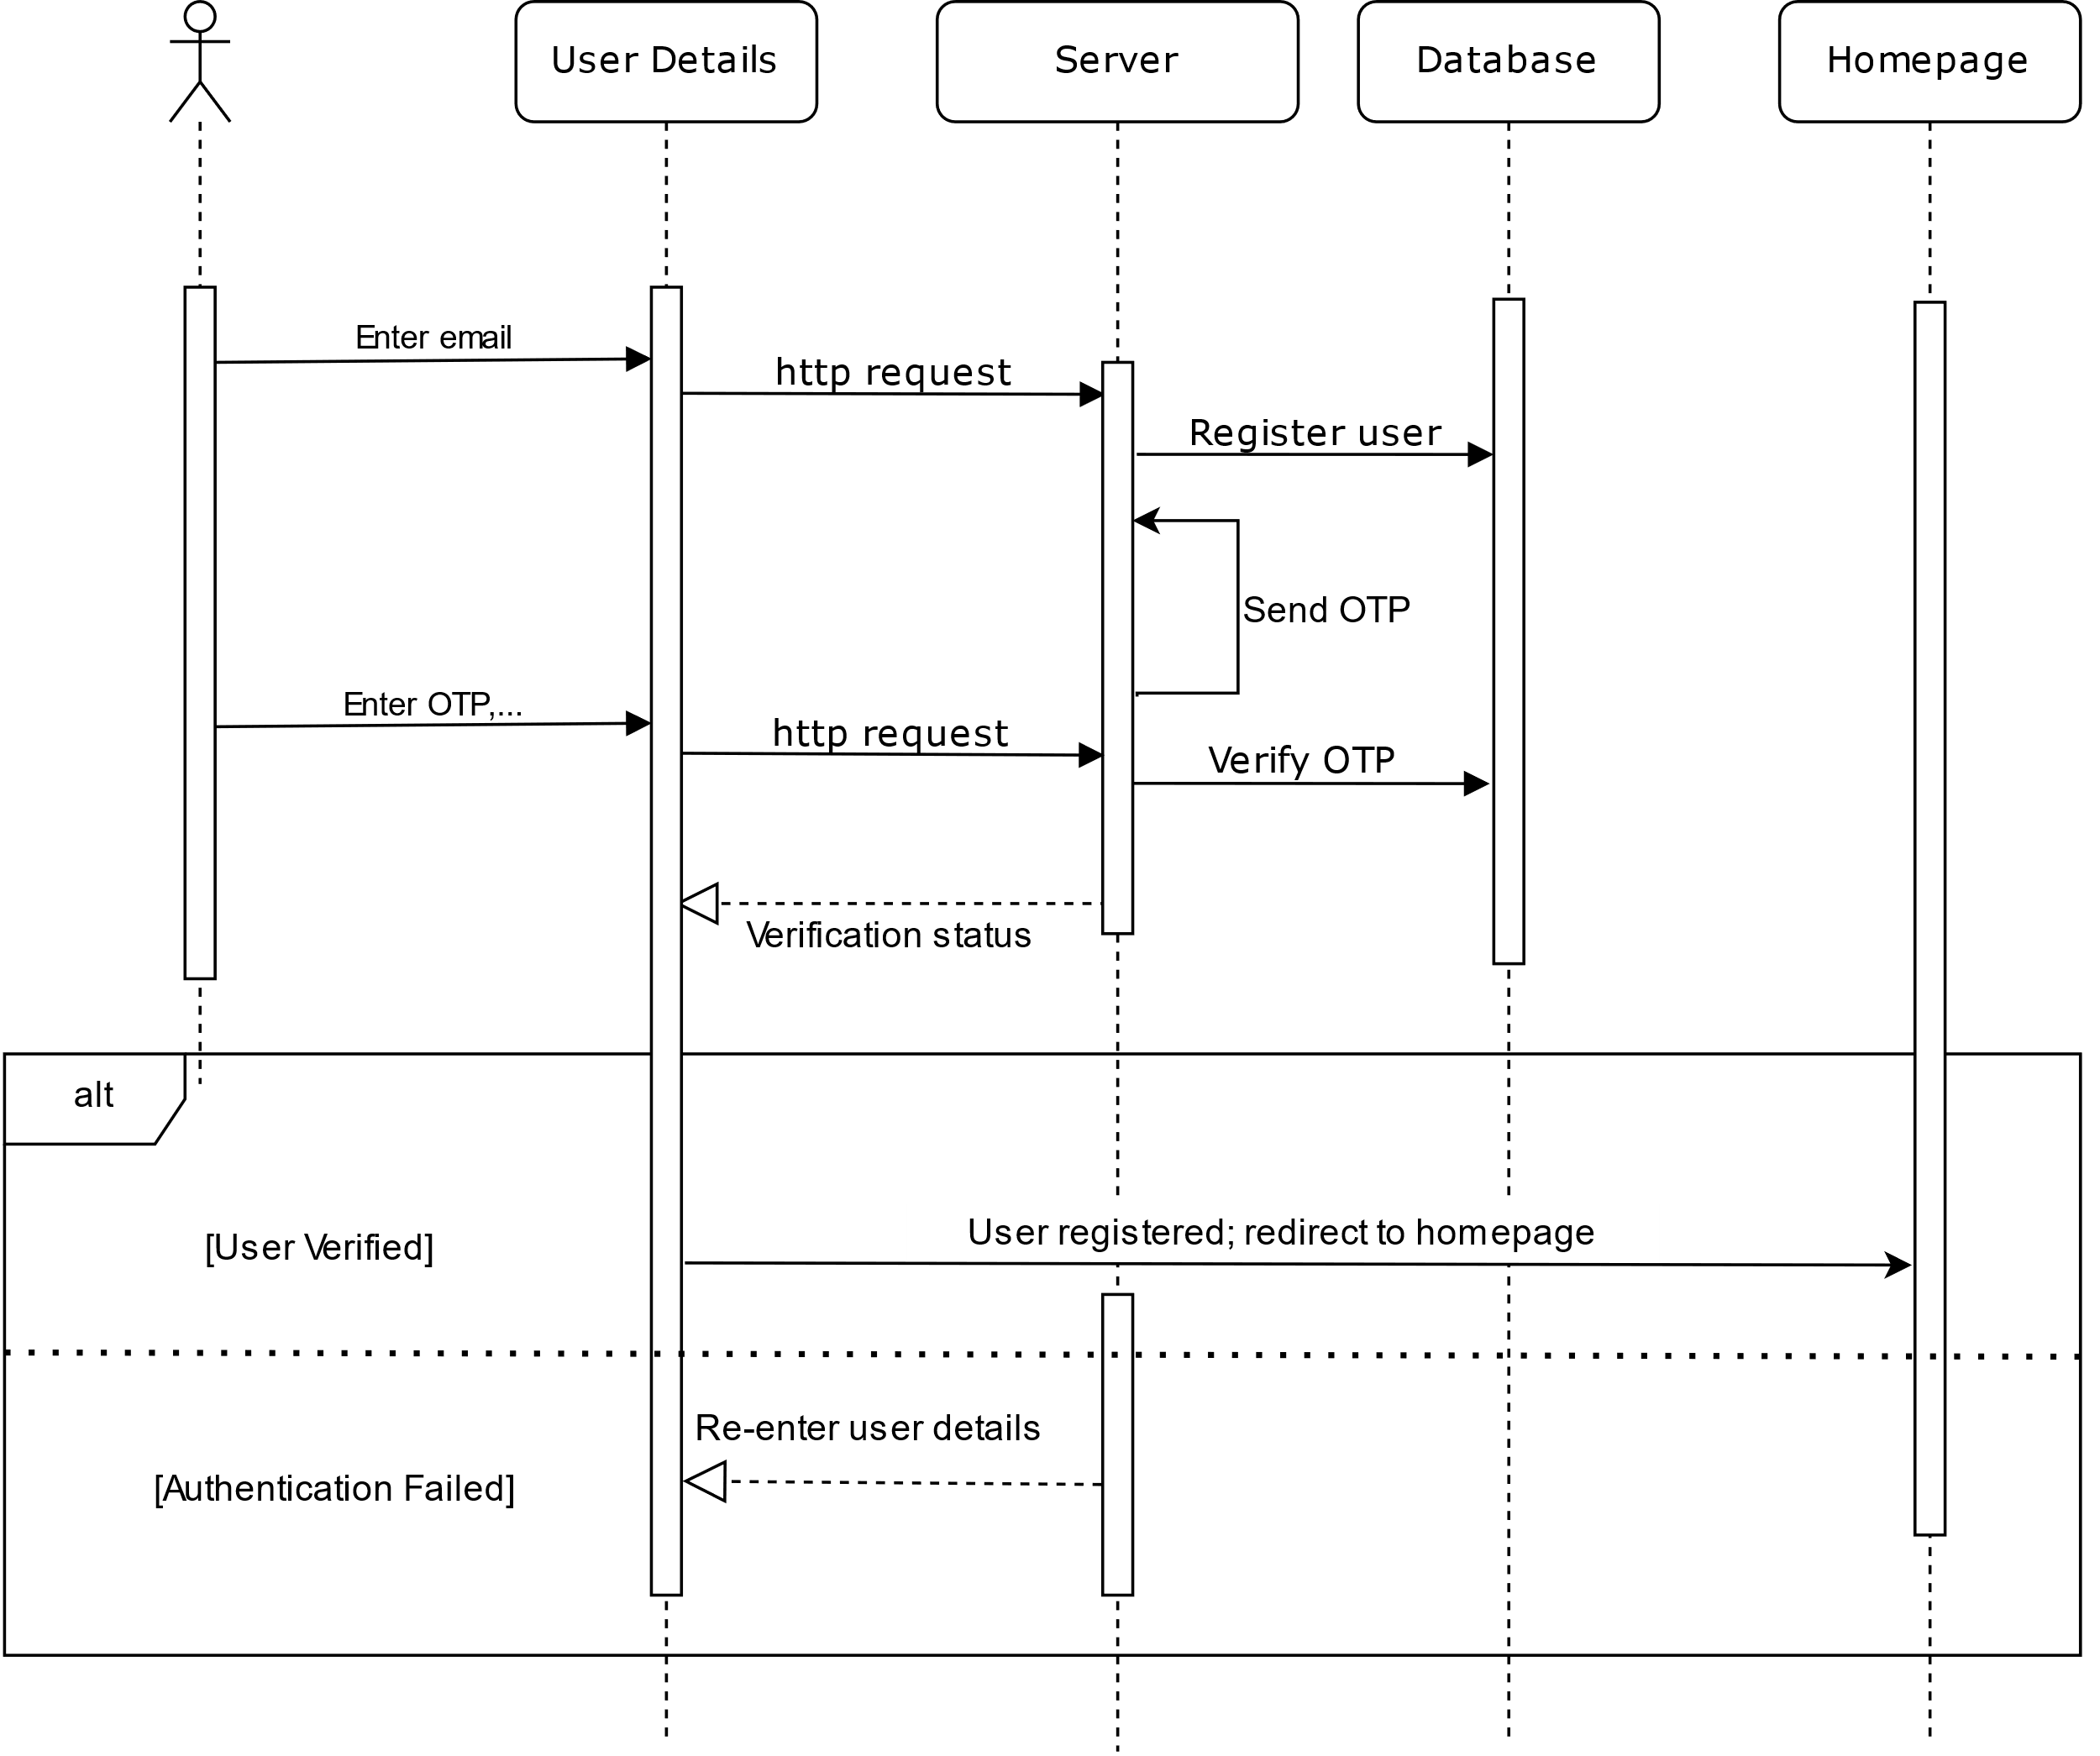 User Details
Server
Database
Homepage
Enter email
http request
Register user
Send OTP
Enter OTP,...
http request
Verify OTP
Verification status
alt
User registered; redirect to homepage
[User Verified]
Re-enter user details
[Authentication Failed]